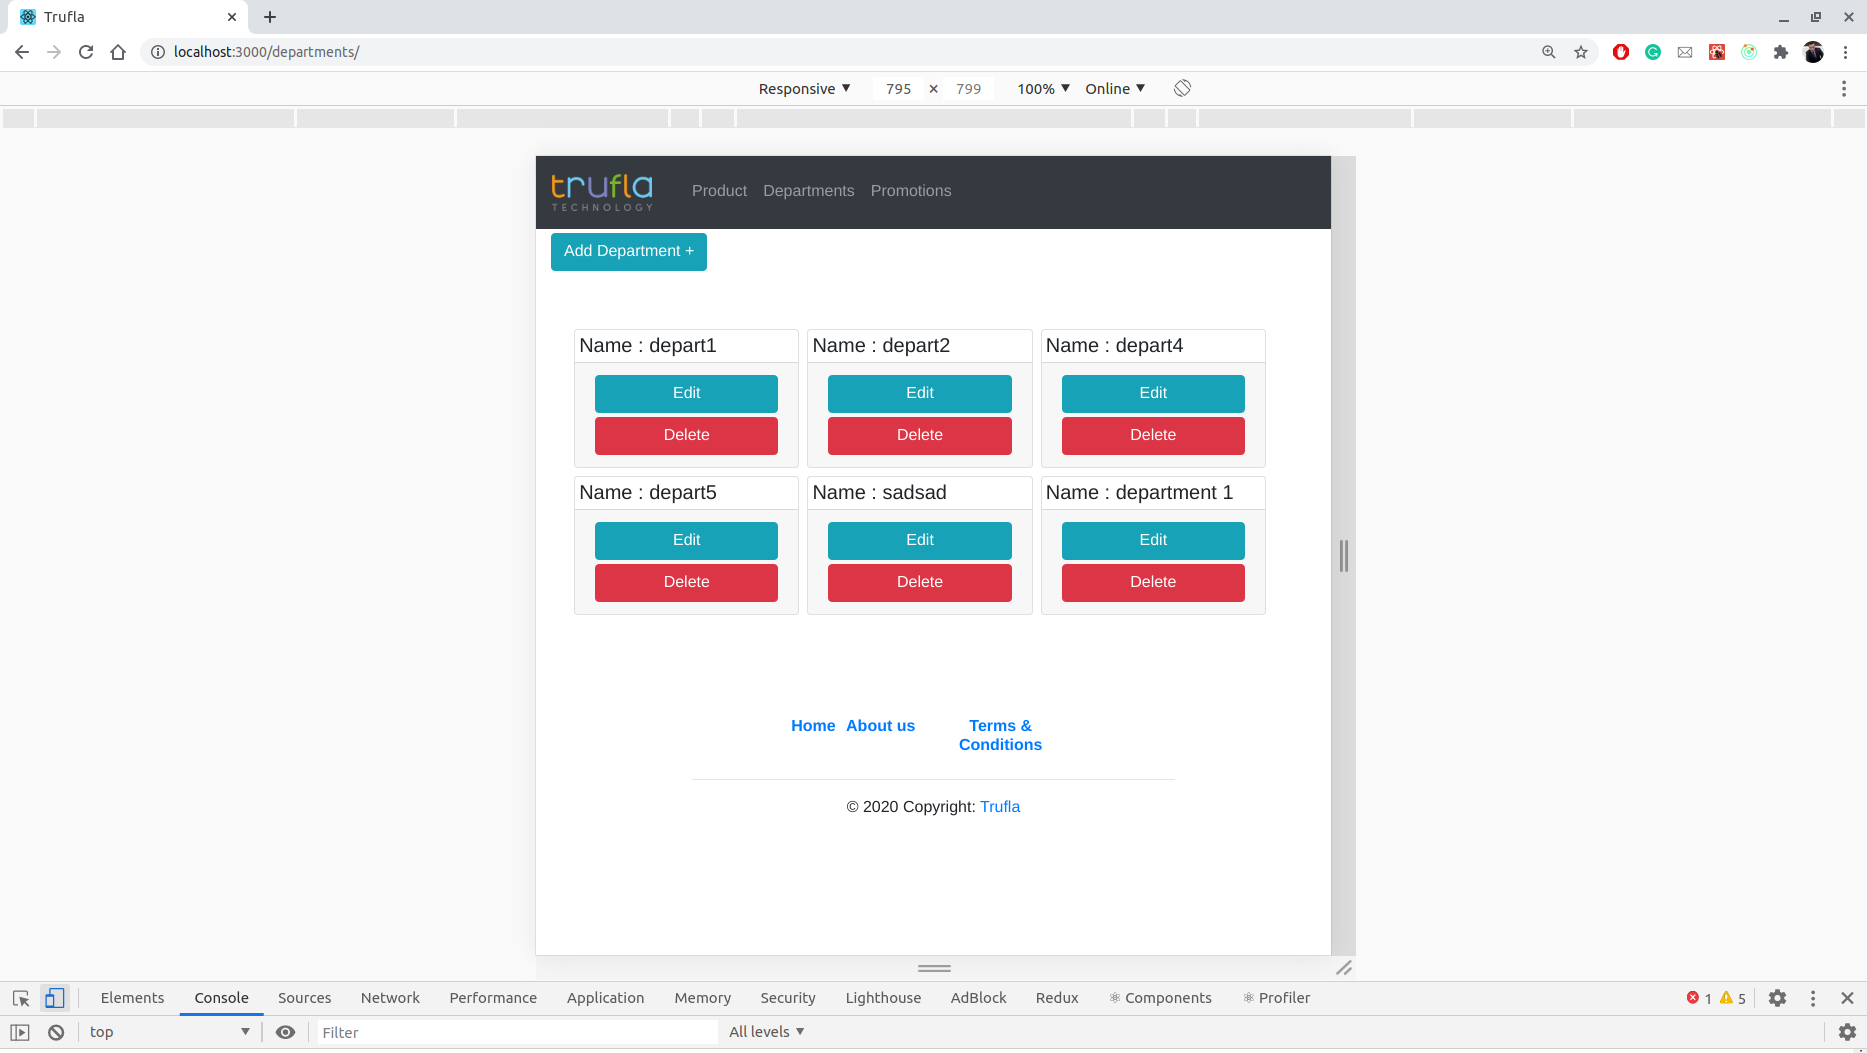 Trufla
localhost:3000/departments/
Responsive 795 × 799 100% Online
trufla
TECHNOLOGY
Product Departments Promotions
Add Department +
Name : depart1 Name : depart2 Name : depart4
Edit Edit Edit
Delete Delete Delete
Name : depart5 Name : sadsad Name : department 1
Edit Edit Edit
Delete Delete Delete
Home About us Terms &
Conditions
© 2020 Copyright: Trufla
Elements Console Sources Network Performance Application Memory Security Lighthouse AdBlock Redux ⚛ Components ⚛ Profiler 1 5
top Filter All levels